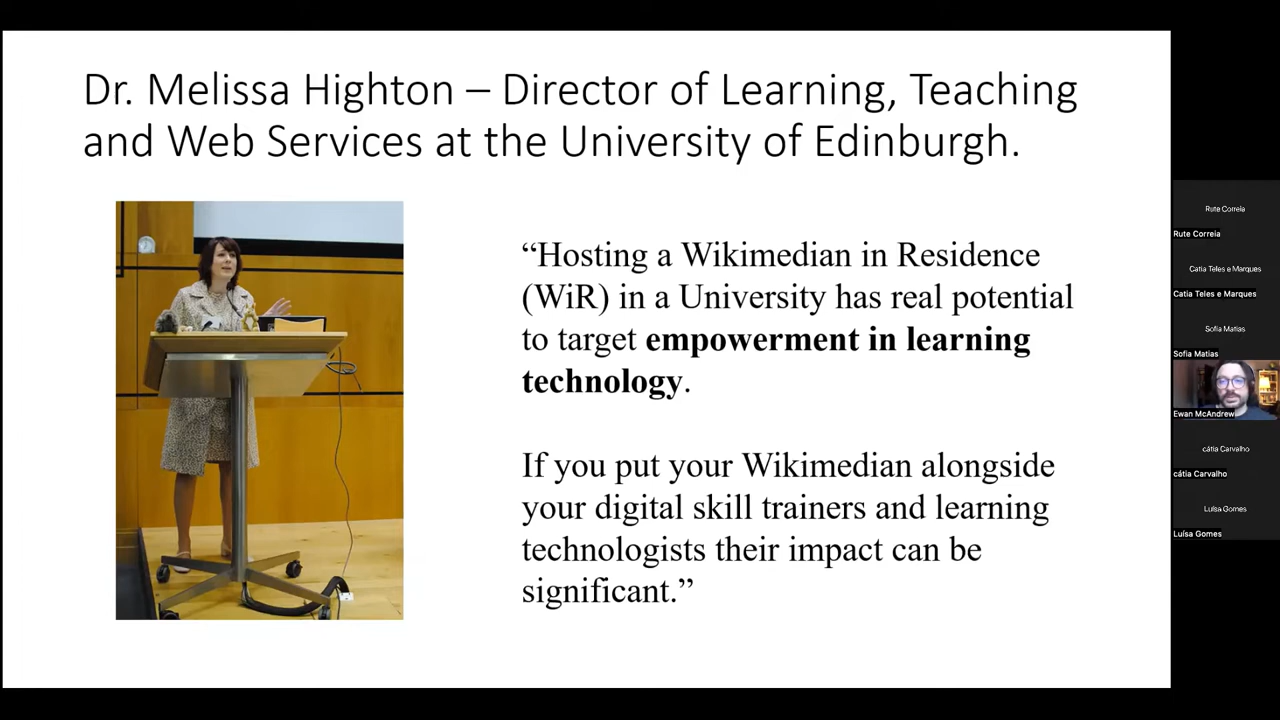 Dr. Melissa Highton – Director of Learning, Teaching
and Web Services at the University of Edinburgh.
“Hosting a Wikimedian in Residence
(WiR) in a University has real potential
to target empowerment in learning
technology.
If you put your Wikimedian alongside
your digital skill trainers and learning
technologists their impact can be
significant.”
Rute Correia
Rute Correia
Catia Teles e Marques
Catia Teles e Marques
Sofia Matias
Sofia Matias
Ewan McAndrew
cátia Carvalho
cátia Carvalho
Luísa Gomes
Luísa Gomes